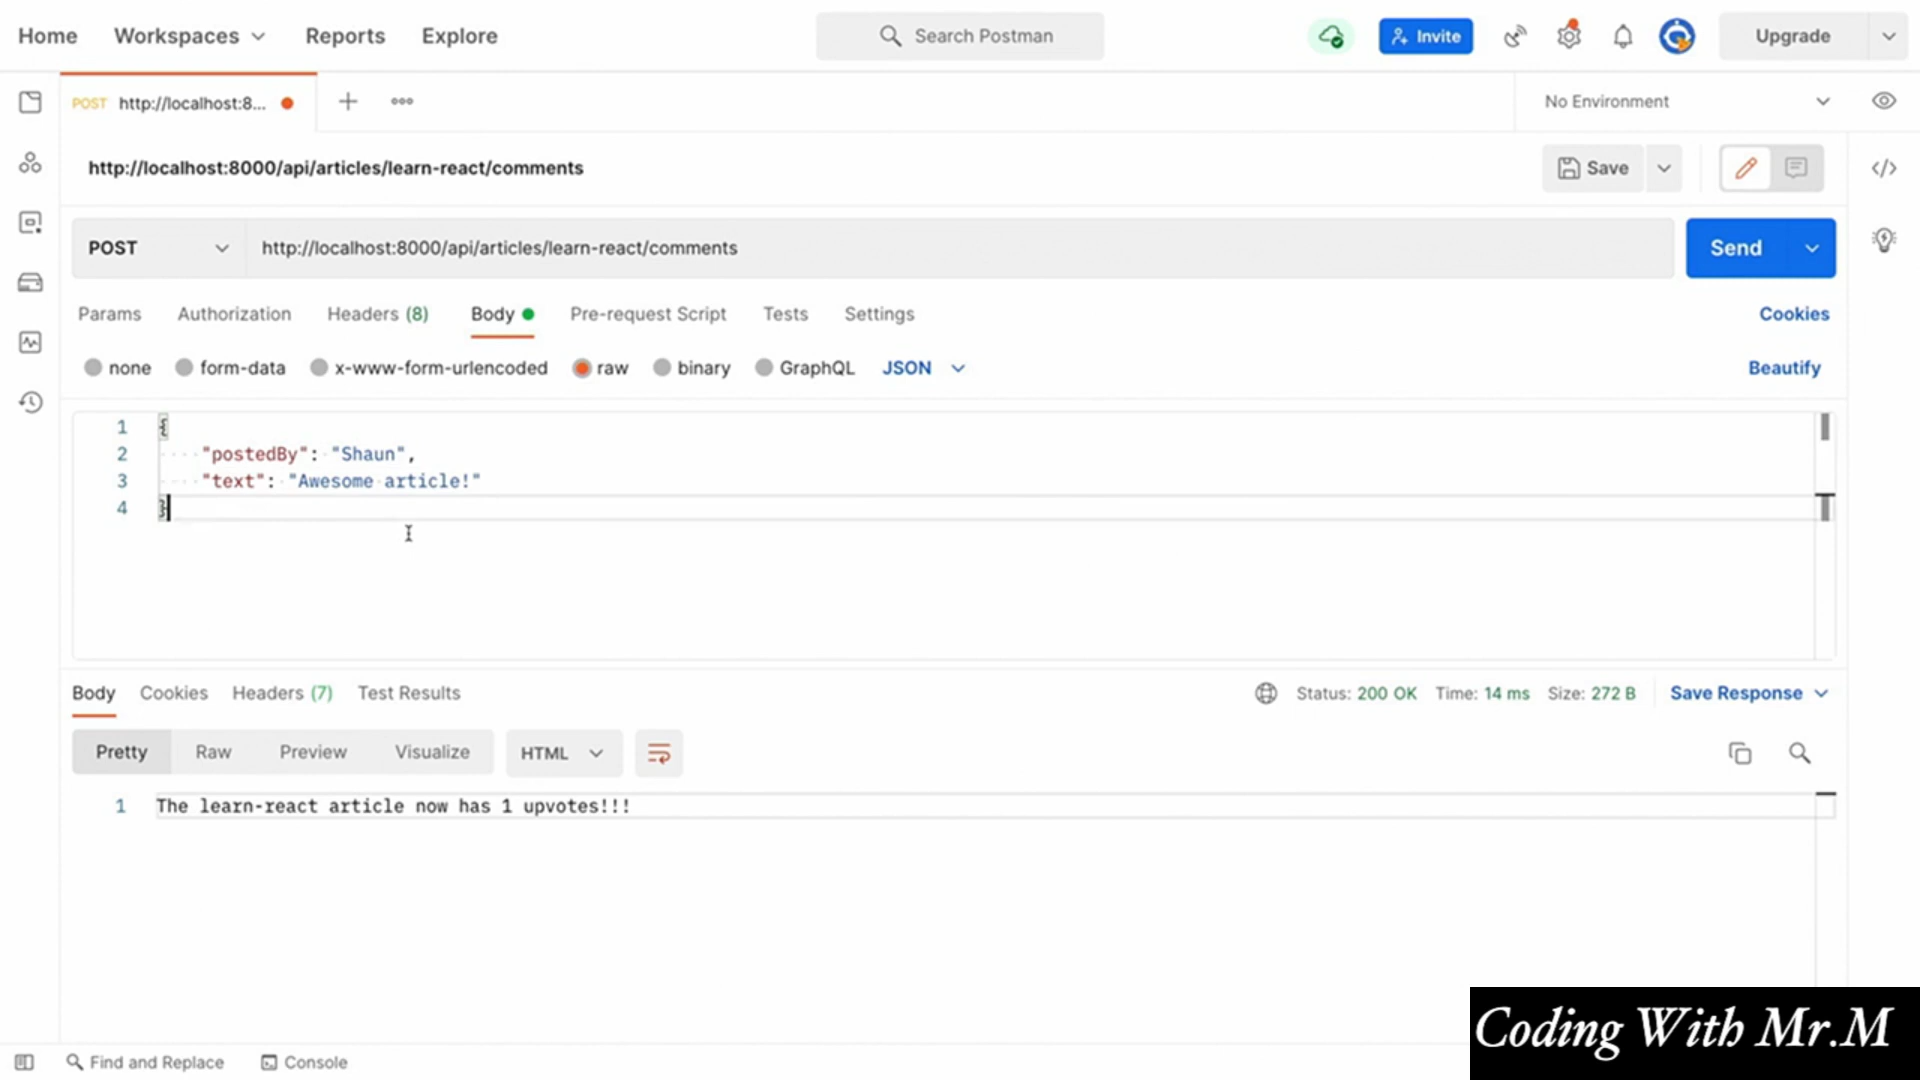 Home Workspaces Reports Explore Search Postman Invite Upgrade
POST http://localhost:8... No Environment
http://localhost:8000/api/articles/learn-react/comments Save
POST http://localhost:8000/api/articles/learn-react/comments Send
Params Authorization Headers (8) Body Pre-request Script Tests Settings Cookies
none form-data x-www-form-urlencoded raw binary GraphQL JSON Beautify
1 {
2 "postedBy": "Shaun",
3 "text": "Awesome article!"
4 }
Body Cookies Headers (7) Test Results Status: 200 OK Time: 14 ms Size: 272 B Save Response
Pretty Raw Preview Visualize HTML
1 The learn-react article now has 1 upvotes!!!
Coding With Mr.M
Find and Replace Console